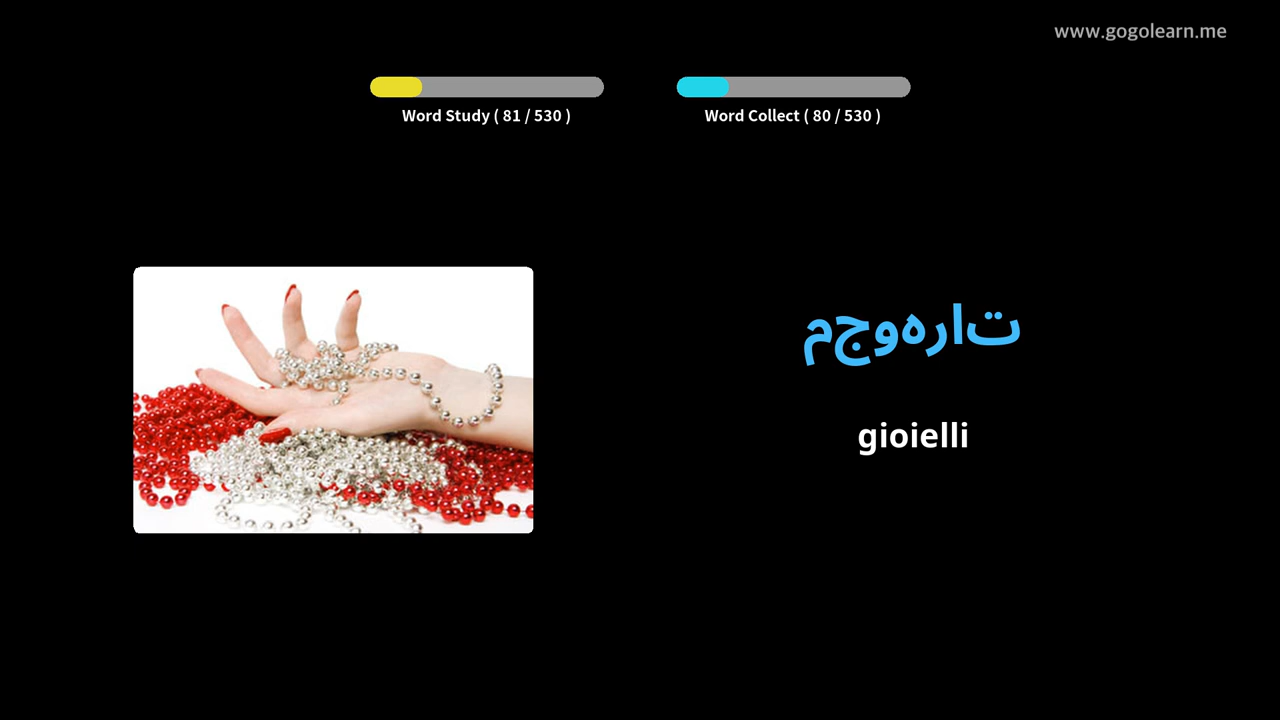 www.gogolearn.me
Word Study ( 81 / 530 )
Word Collect ( 80 / 530 )
مجوهرات
gioielli